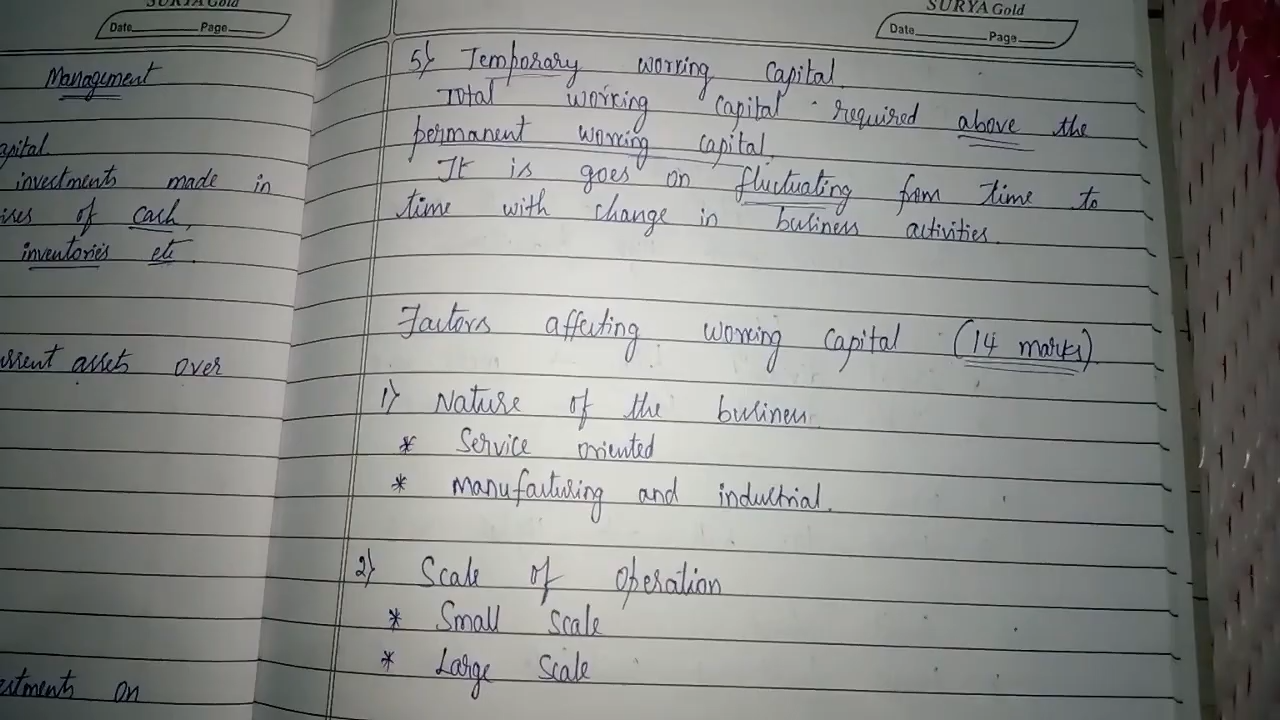 SURYA Gold
Date Page
Management
apital
investments made in
ises of cash,
inventories etc.
urrent assets over
estments on
SURYA Gold
Date Page
5) Temporary working capital
Total working capital required above the
permanent working capital.
It is goes on fluctuating from time to
time with change in business activities.
Factors affecting working capital (14 marks)
1) Nature of the business
* Service oriented
* Manufacturing and industrial.
2) Scale of operation
* Small scale
* Large scale